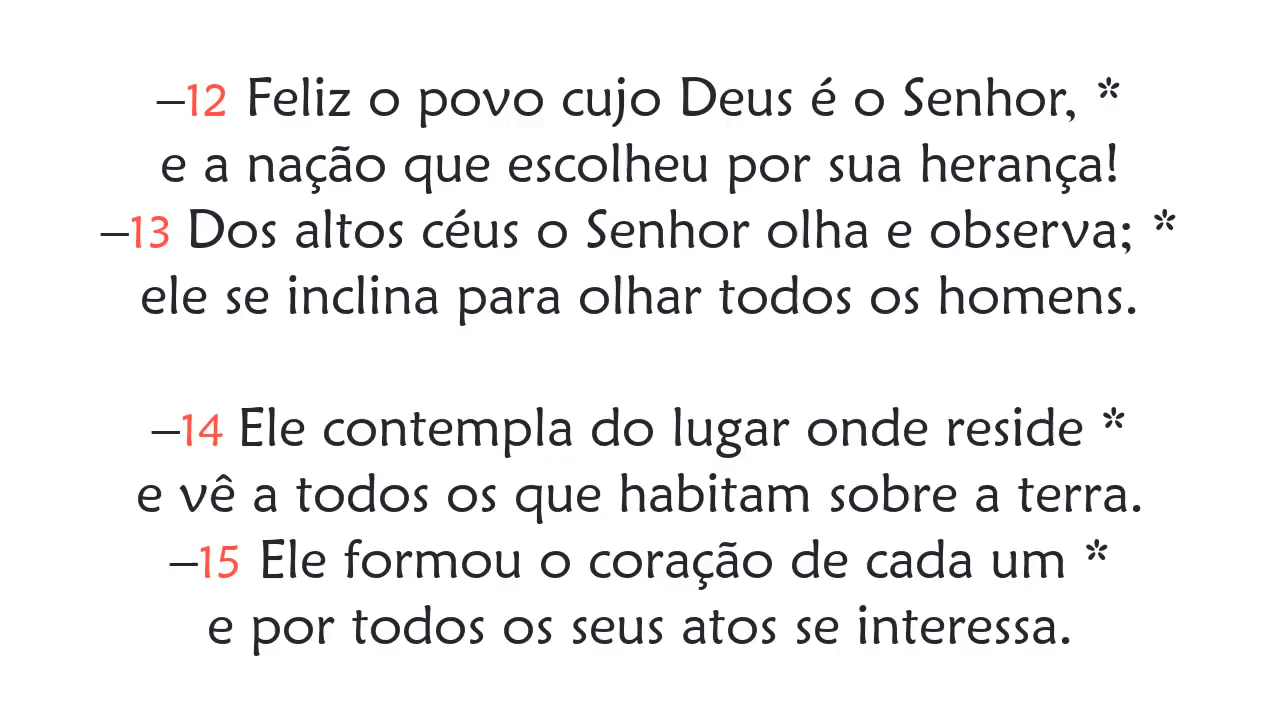 –12 Feliz o povo cujo Deus é o Senhor, *
e a nação que escolheu por sua herança!
–13 Dos altos céus o Senhor olha e observa; *
ele se inclina para olhar todos os homens.
–14 Ele contempla do lugar onde reside *
e vê a todos os que habitam sobre a terra.
–15 Ele formou o coração de cada um *
e por todos os seus atos se interessa.